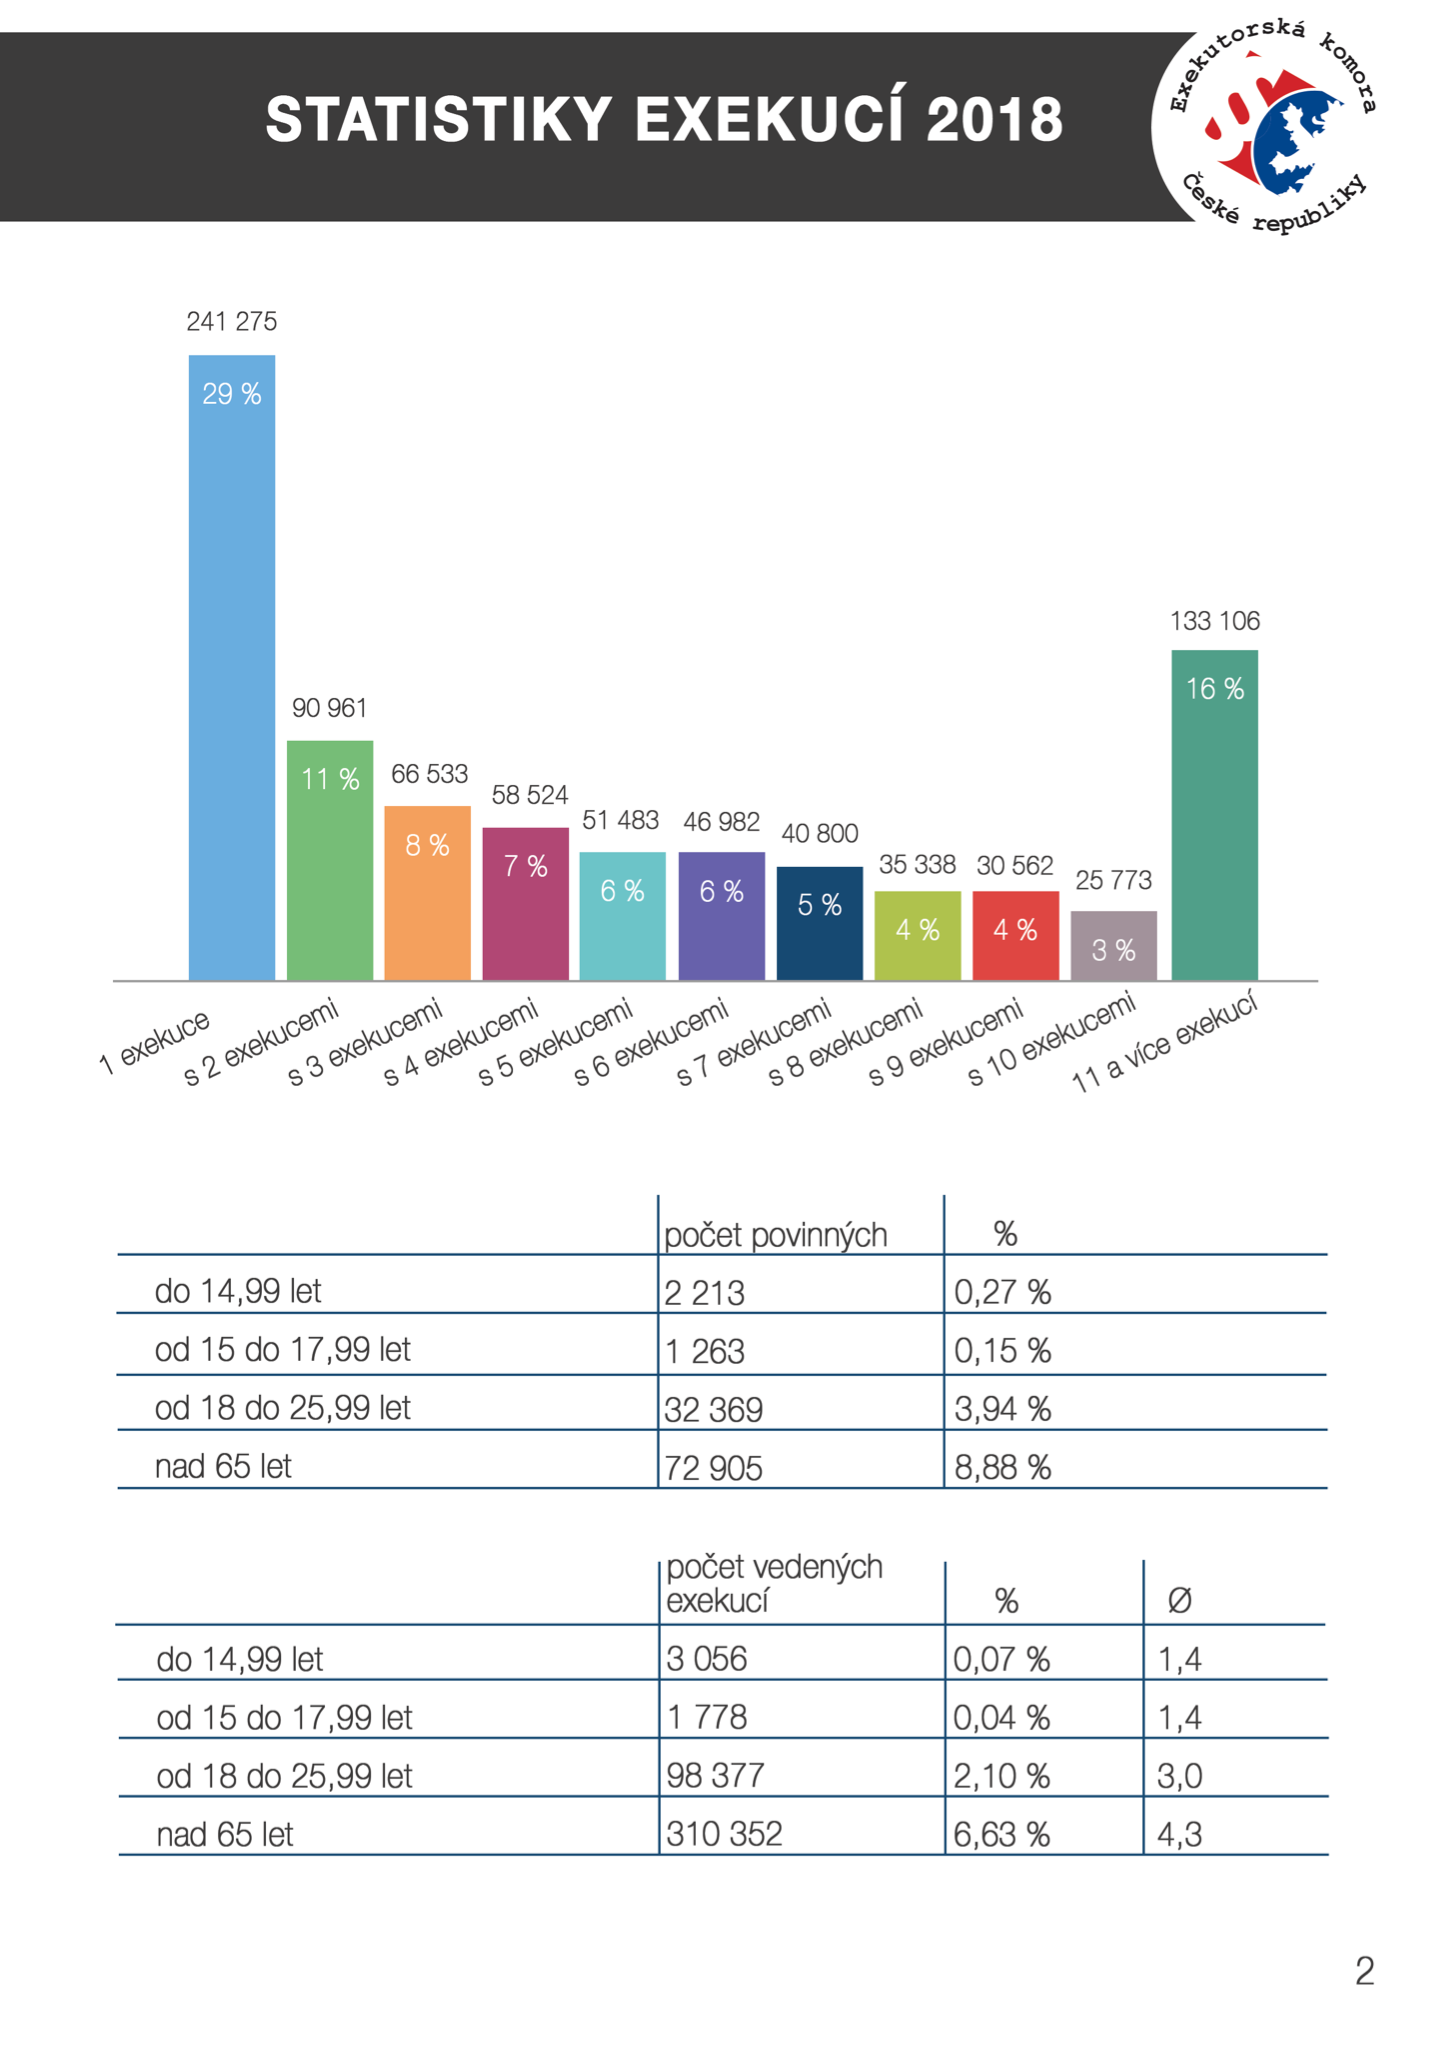 STATISTIKY EXEKUCÍ 2018
Exekutorská komora
České republiky
241 275
29 %
90 961
11 %
66 533
8 %
58 524
7 %
51 483
6 %
46 982
6 %
40 800
5 %
35 338
4 %
30 562
4 %
25 773
3 %
133 106
16 %
1 exekuce
s 2 exekucemi
s 3 exekucemi
s 4 exekucemi
s 5 exekucemi
s 6 exekucemi
s 7 exekucemi
s 8 exekucemi
s 9 exekucemi
s 10 exekucemi
11 a více exekucí
počet povinných %
do 14,99 let 2 213 0,27 %
od 15 do 17,99 let 1 263 0,15 %
od 18 do 25,99 let 32 369 3,94 %
nad 65 let 72 905 8,88 %
počet vedených
exekucí % Ø
do 14,99 let 3 056 0,07 % 1,4
od 15 do 17,99 let 1 778 0,04 % 1,4
od 18 do 25,99 let 98 377 2,10 % 3,0
nad 65 let 310 352 6,63 % 4,3
2